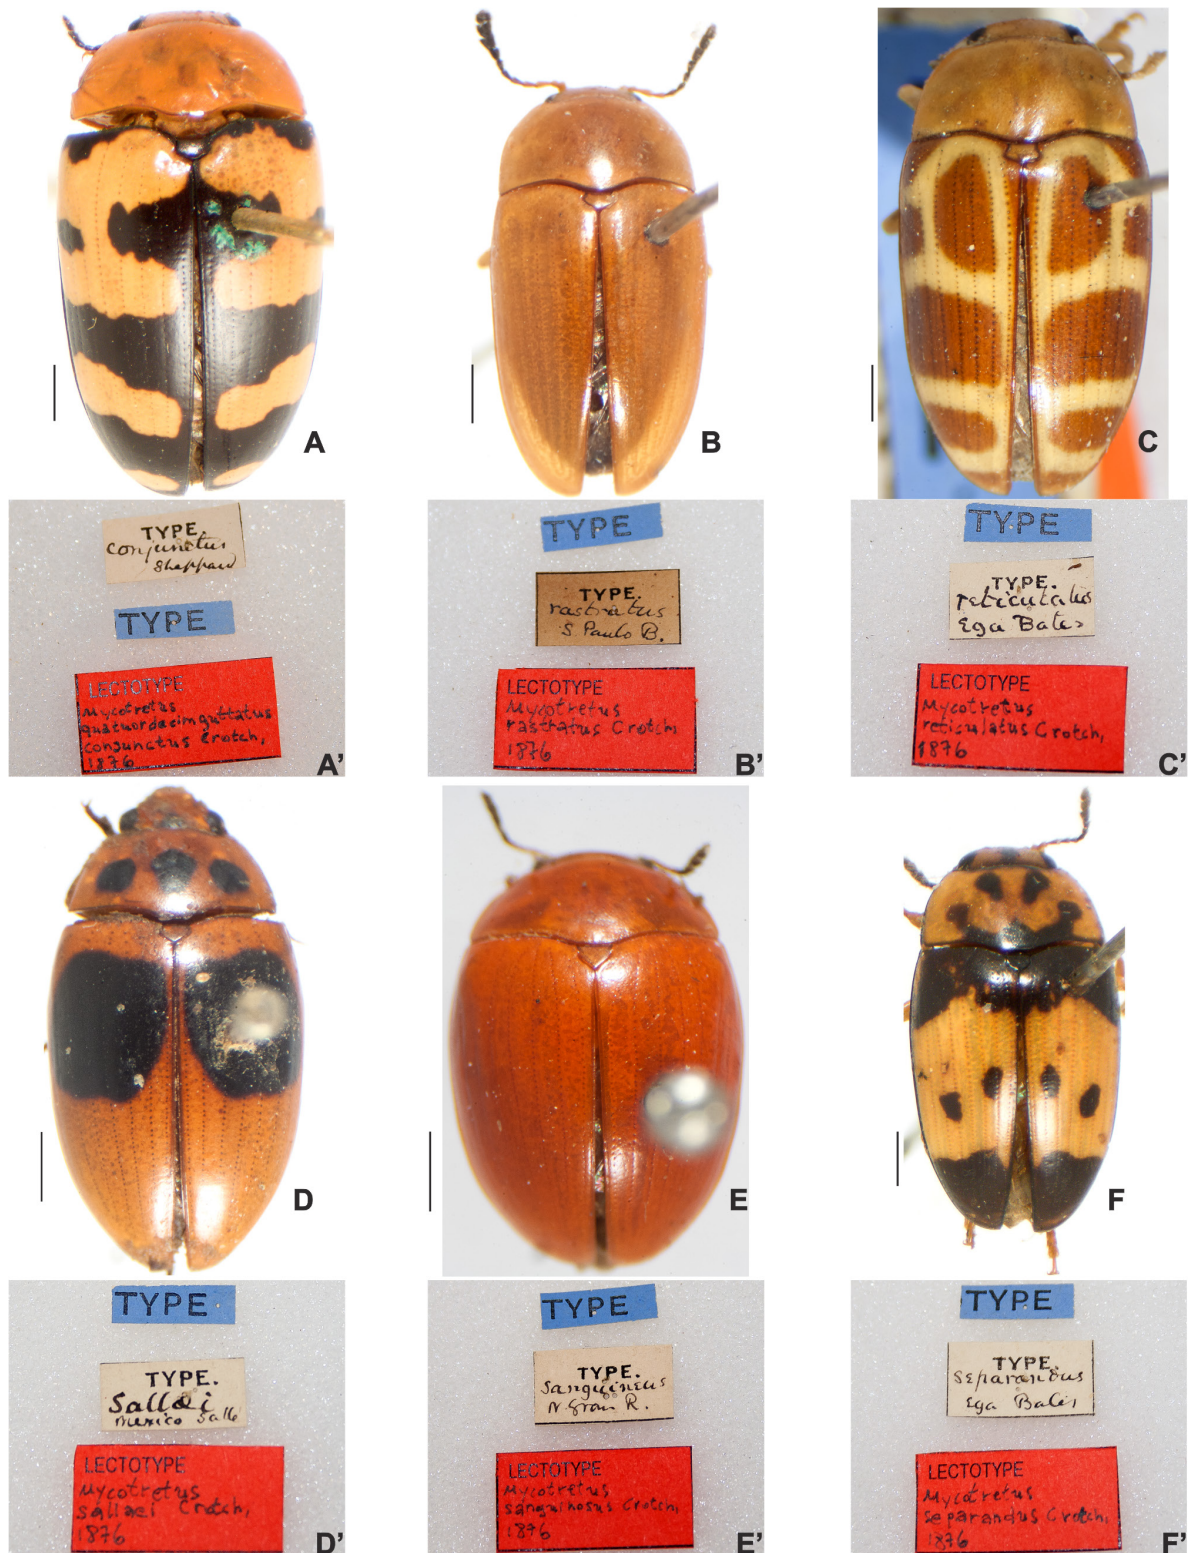 A
B
C
TYPE.
conjunctus
Sheppard
TYPE
LECTOTYPE
Mycotretus
quatuordecimguttatus
conjunctus Crotch,
1876
A'
TYPE
TYPE.
rastratus
S. Paulo B.
LECTOTYPE
Mycotretus
rastratus Crotch
1876
B'
TYPE
TYPE.
reticulatus
Ega Bates
LECTOTYPE
Mycotretus
reticulatus Crotch,
1876
C'
D
E
F
TYPE
TYPE.
Sallæi
Mexico Sallé
LECTOTYPE
Mycotretus
sallaei Crotch,
1876
D'
TYPE
TYPE.
Sanguineus
N. Gran R.
LECTOTYPE
Mycotretus
sanguinosus Crotch,
1876
E'
TYPE
TYPE.
Separandus
Ega Bates
LECTOTYPE
Mycotretus
separandus Crotch,
1876
F'